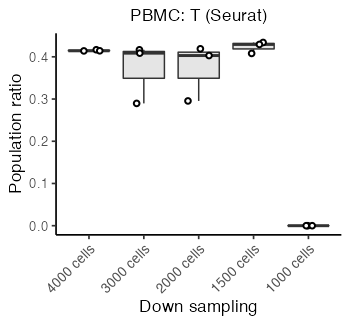 PBMC: T (Seurat)
Population ratio
0.4
0.3
0.2
0.1
0.0
4000 cells
3000 cells
2000 cells
1500 cells
1000 cells
Down sampling